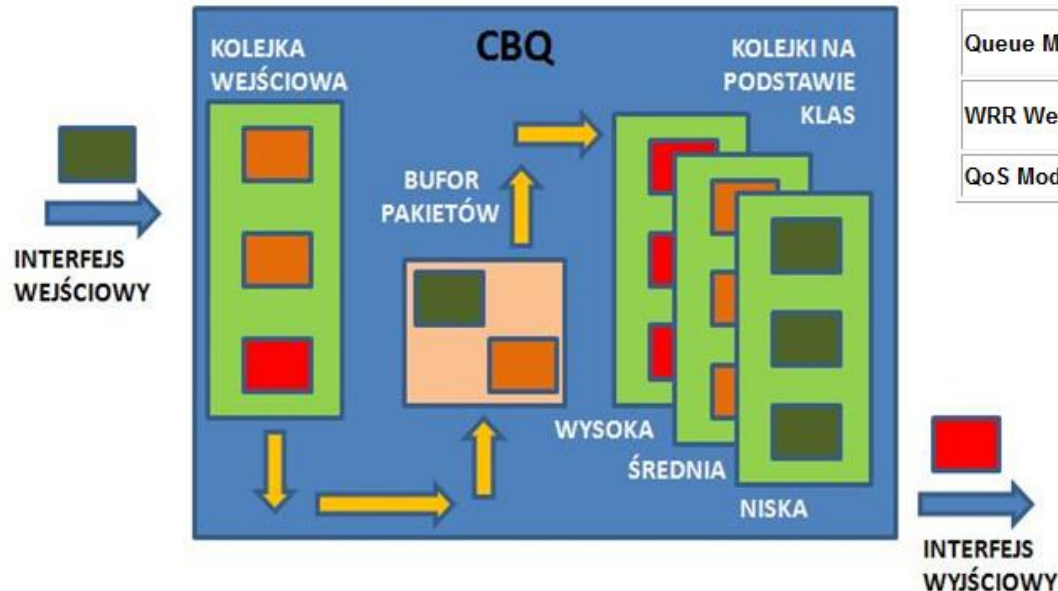 CBQ
KOLEJKA
WEJŚCIOWA
KOLEJKI NA
PODSTAWIE
KLAS
BUFOR
PAKIETÓW
INTERFEJS
WEJŚCIOWY
WYSOKA
ŚREDNIA
NISKA
INTERFEJS
WYJŚCIOWY
Queue
WRR
QoS